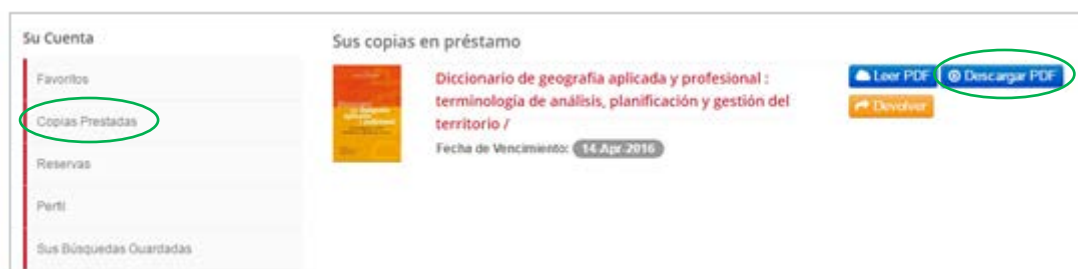 Su Cuenta
Favoritos
Copias Prestadas
Reservas
Perfil
Sus Búsquedas Guardadas
Sus copias en préstamo
Diccionario de geografía aplicada y profesional :
terminología de análisis, planificación y gestión del
territorio /
Fecha de Vencimiento: 14 Apr 2016
Leer PDF
Descargar PDF
Devolver